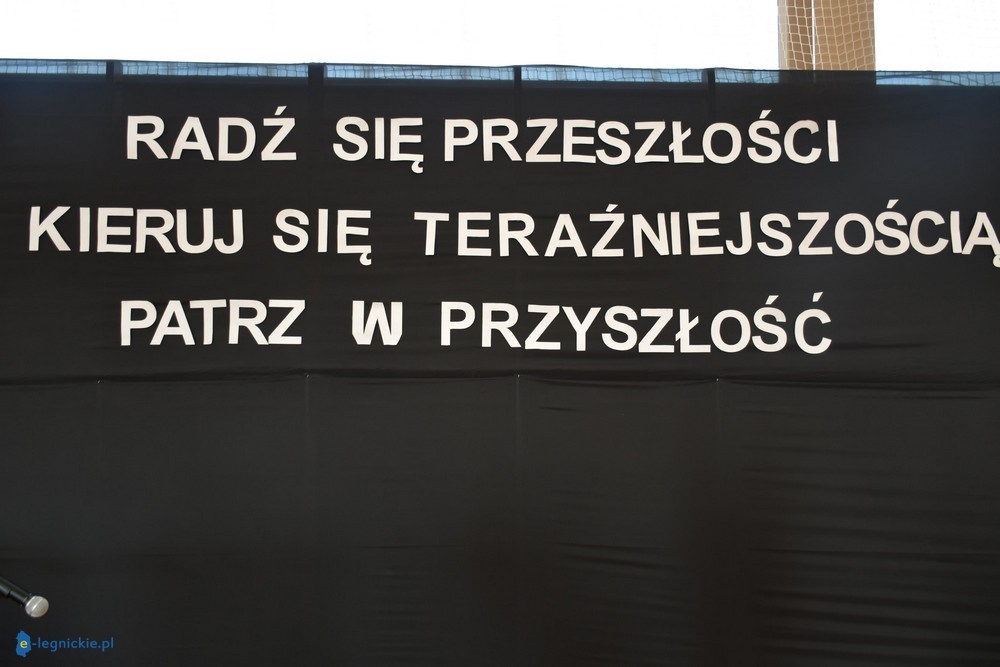 RADŹ SIĘ PRZESZŁOŚCI
KIERUJ SIĘ TERAŹNIEJSZOŚCIĄ
PATRZ W PRZYSZŁOŚĆ
e-legnickie.pl